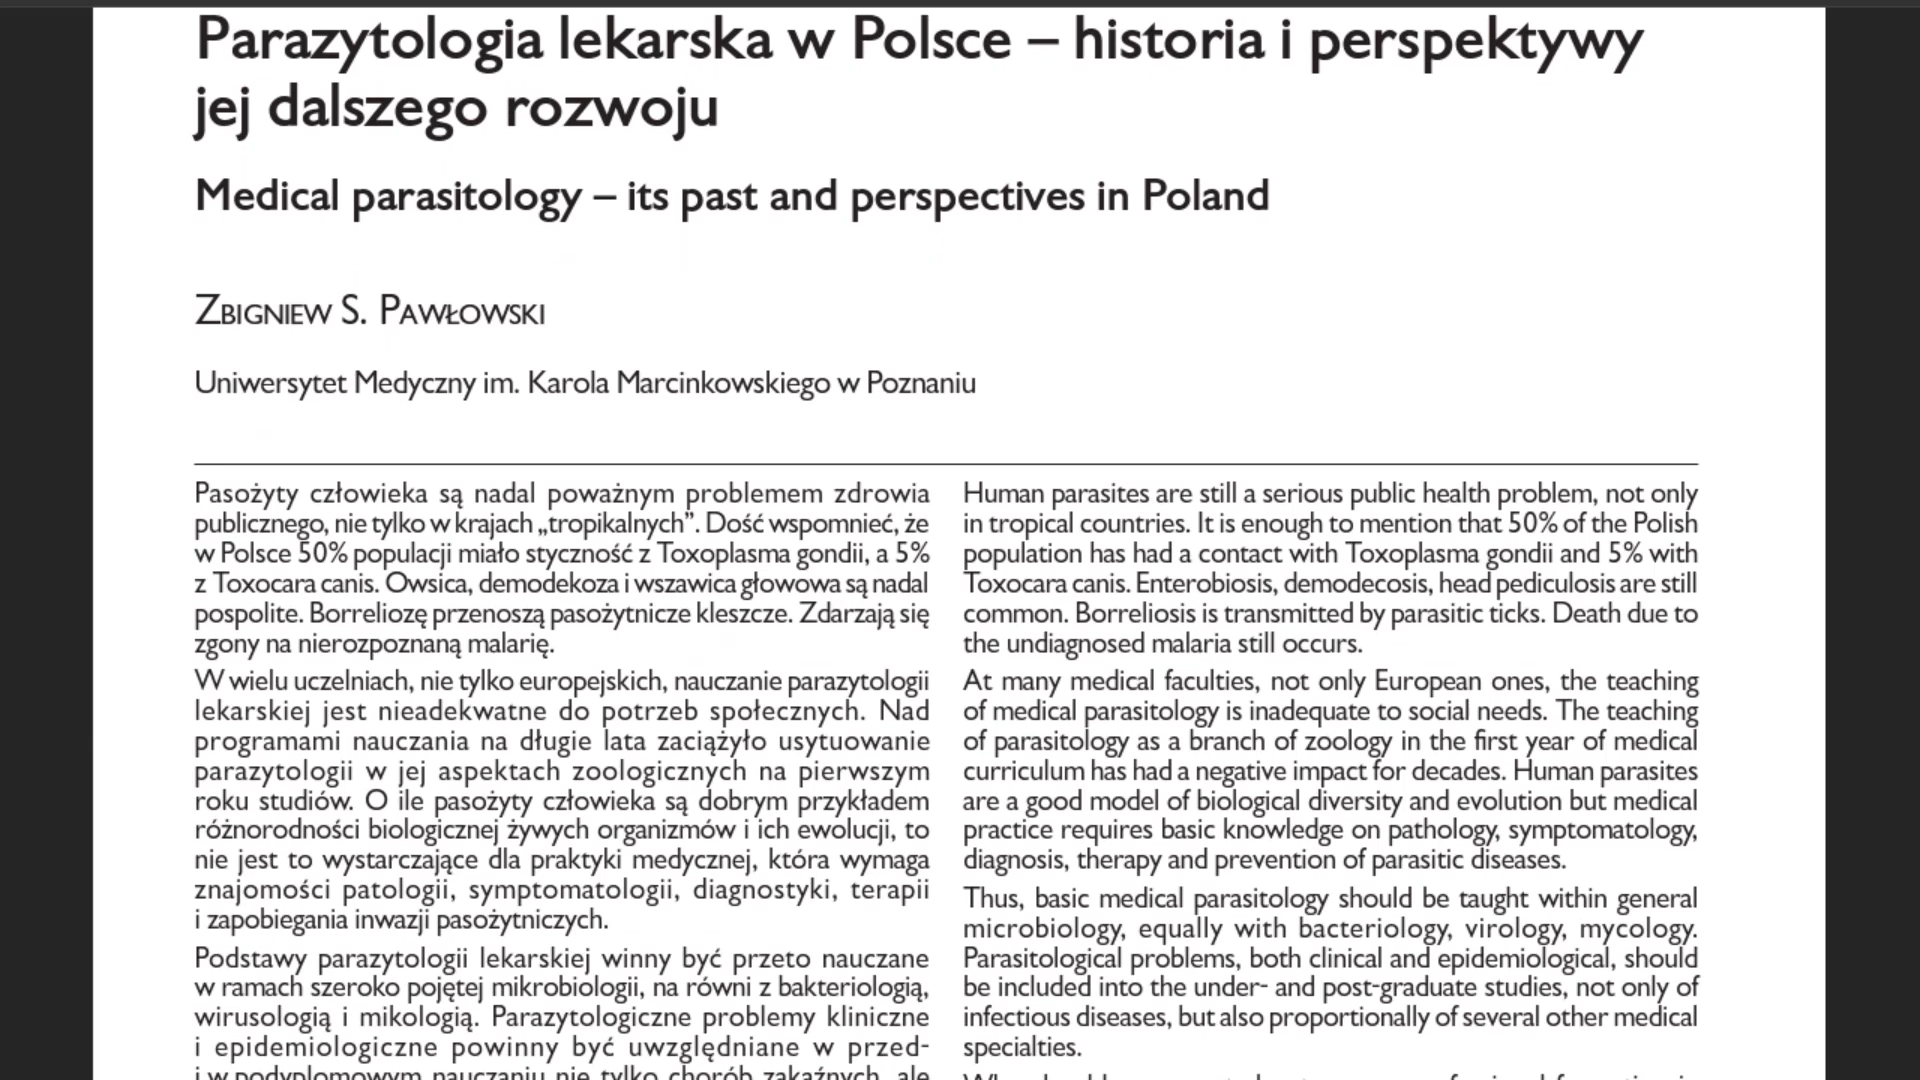 Parazytologia lekarska w Polsce – historia i perspektywy
jej dalszego rozwoju
Medical parasitology – its past and perspectives in Poland
Zbigniew S. Pawłowski
Uniwersytet Medyczny im. Karola Marcinkowskiego w Poznaniu
Pasożyty człowieka są nadal poważnym problemem zdrowia
publicznego, nie tylko w krajach „tropikalnych”. Dość wspomnieć, że
w Polsce 50% populacji miało styczność z Toxoplasma gondii, a 5%
z Toxocara canis. Owsica, demodekoza i wszawica głowowa są nadal
pospolite. Borreliozę przenoszą pasożytnicze kleszcze. Zdarzają się
zgony na nierozpoznaną malarię.
W wielu uczelniach, nie tylko europejskich, nauczanie parazytologii
lekarskiej jest nieadekwatne do potrzeb społecznych. Nad
programami nauczania na długie lata zaciążyło usytuowanie
parazytologii w jej aspektach zoologicznych na pierwszym
roku studiów. O ile pasożyty człowieka są dobrym przykładem
różnorodności biologicznej żywych organizmów i ich ewolucji, to
nie jest to wystarczające dla praktyki medycznej, która wymaga
znajomości patologii, symptomatologii, diagnostyki, terapii
i zapobiegania inwazji pasożytniczych.
Podstawy parazytologii lekarskiej winny być przeto nauczane
w ramach szeroko pojętej mikrobiologii, na równi z bakteriologią,
wirusologią i mikologią. Parazytologiczne problemy kliniczne
i epidemiologiczne powinny być uwzględniane w przed-
i w podyplomowym nauczaniu nie tylko chorób zakaźnych, ale
Human parasites are still a serious public health problem, not only
in tropical countries. It is enough to mention that 50% of the Polish
population has had a contact with Toxoplasma gondii and 5% with
Toxocara canis. Enterobiosis, demodecosis, head pediculosis are still
common. Borreliosis is transmitted by parasitic ticks. Death due to
the undiagnosed malaria still occurs.
At many medical faculties, not only European ones, the teaching
of medical parasitology is inadequate to social needs. The teaching
of parasitology as a branch of zoology in the first year of medical
curriculum has had a negative impact for decades. Human parasites
are a good model of biological diversity and evolution but medical
practice requires basic knowledge on pathology, symptomatology,
diagnosis, therapy and prevention of parasitic diseases.
Thus, basic medical parasitology should be taught within general
microbiology, equally with bacteriology, virology, mycology.
Parasitological problems, both clinical and epidemiological, should
be included into the under- and post-graduate studies, not only of
infectious diseases, but also proportionally of several other medical
specialties.